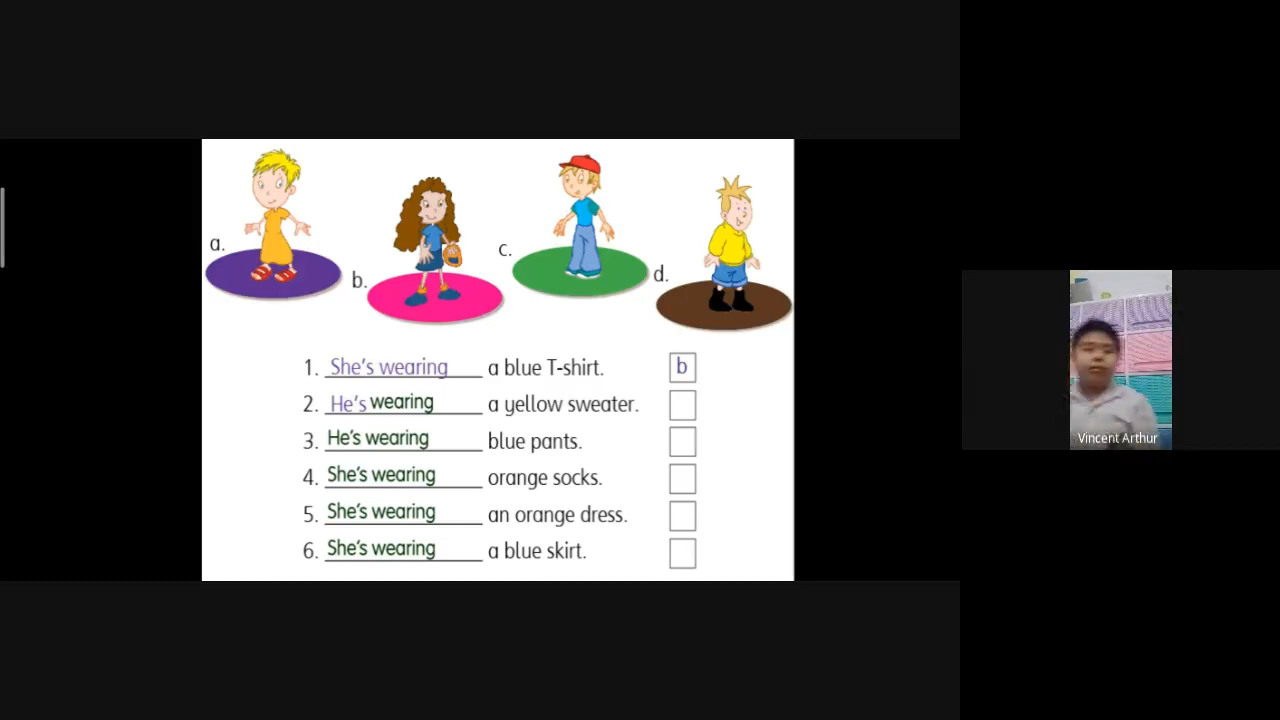 a.
b.
c.
d.
1. She's wearing a blue T-shirt. b
2. He's wearing a yellow sweater.
3. He's wearing blue pants.
4. She's wearing orange socks.
5. She's wearing an orange dress.
6. She's wearing a blue skirt.
Vincent Arthur